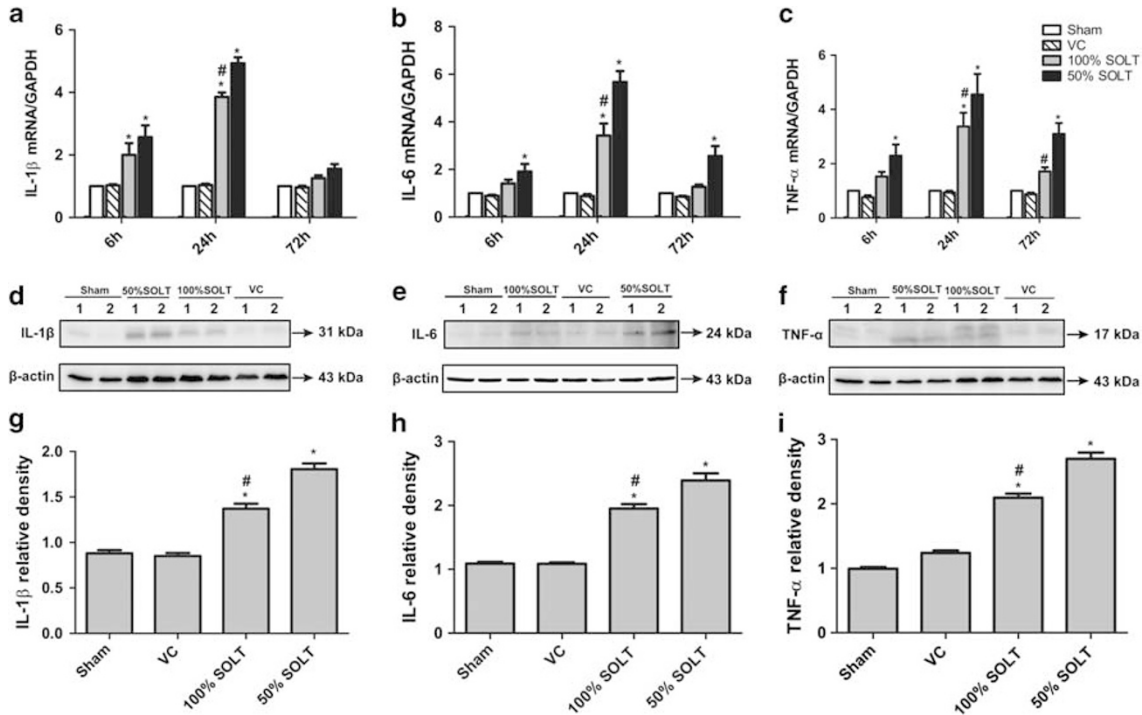 a
IL-1β mRNA/GAPDH
8
6
4
2
0
* * # * *
6h 24h 72h
b
IL-6 mRNA/GAPDH
8
6
4
2
0
* # * * *
6h 24h 72h
c
TNF-α mRNA/GAPDH
6
4
2
0
* # * * # *
6h 24h 72h
Sham
VC
100% SOLT
50% SOLT
d
Sham 50%SOLT 100%SOLT VC
1 2 1 2 1 2 1 2
IL-1β 31 kDa
β-actin 43 kDa
e
Sham 100%SOLT VC 50%SOLT
1 2 1 2 1 2 1 2
IL-6 24 kDa
β-actin 43 kDa
f
Sham 50%SOLT 100%SOLT VC
1 2 1 2 1 2 1 2
TNF-α 17 kDa
β-actin 43 kDa
g
IL-1β relative density
2.0
1.5
1.0
0.5
0.0
# * *
Sham VC 100% SOLT 50% SOLT
h
IL-6 relative density
3
2
1
0
# * *
Sham VC 100% SOLT 50% SOLT
i
TNF-α relative density
3
2
1
0
# * *
Sham VC 100% SOLT 50% SOLT